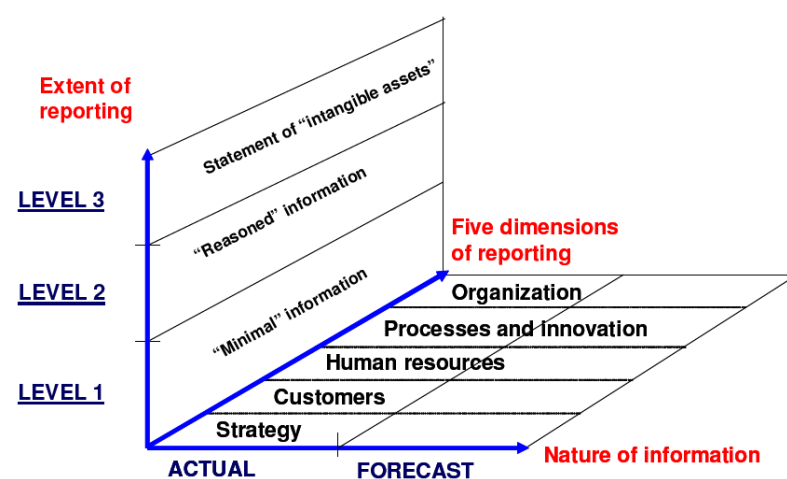 Extent of
reporting
Statement of “intangible assets”
LEVEL 3
“Reasoned” information
Five dimensions
of reporting
LEVEL 2
“Minimal” information
Organization
Processes and innovation
Human resources
LEVEL 1
Customers
Strategy
Nature of information
ACTUAL
FORECAST